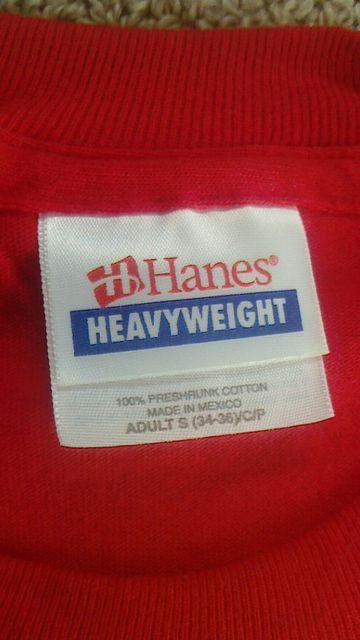 Hanes®
HEAVYWEIGHT
100% PRESHRUNK COTTON
MADE IN MEXICO
ADULT S (34-36)/C/P